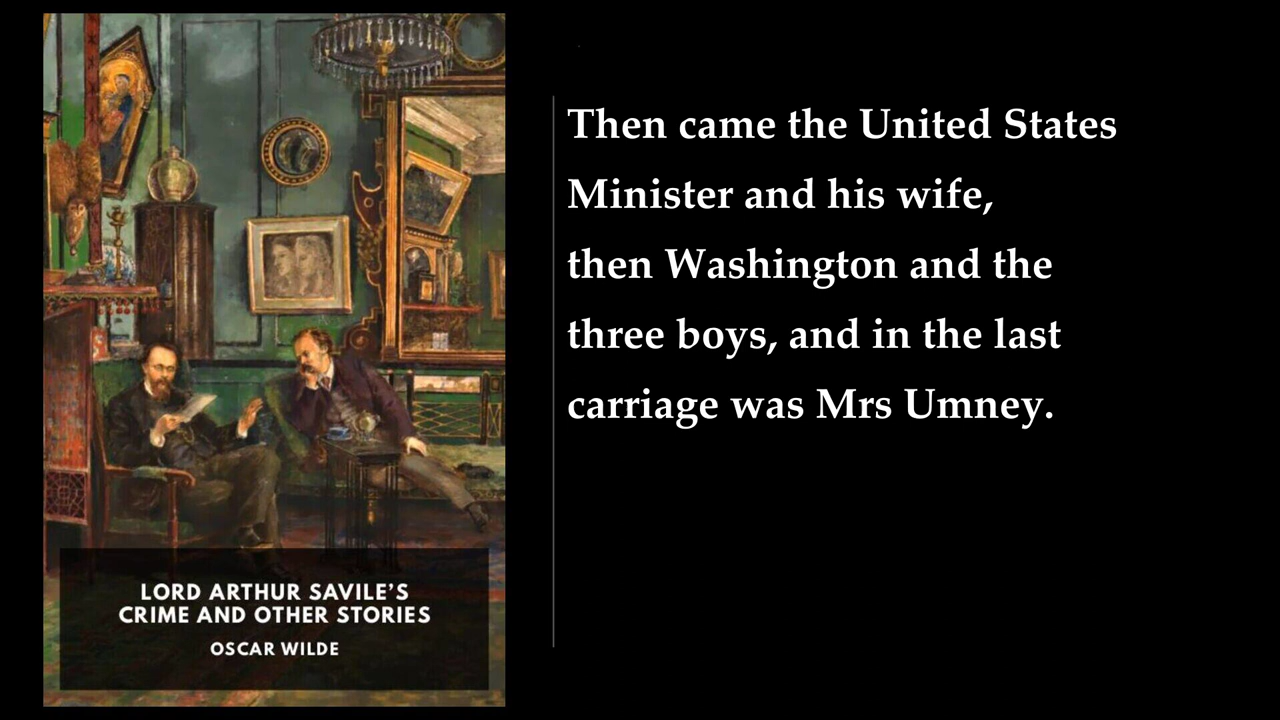 Then came the United States
Minister and his wife,
then Washington and the
three boys, and in the last
carriage was Mrs Umney.
LORD ARTHUR SAVILE’S
CRIME AND OTHER STORIES
OSCAR WILDE